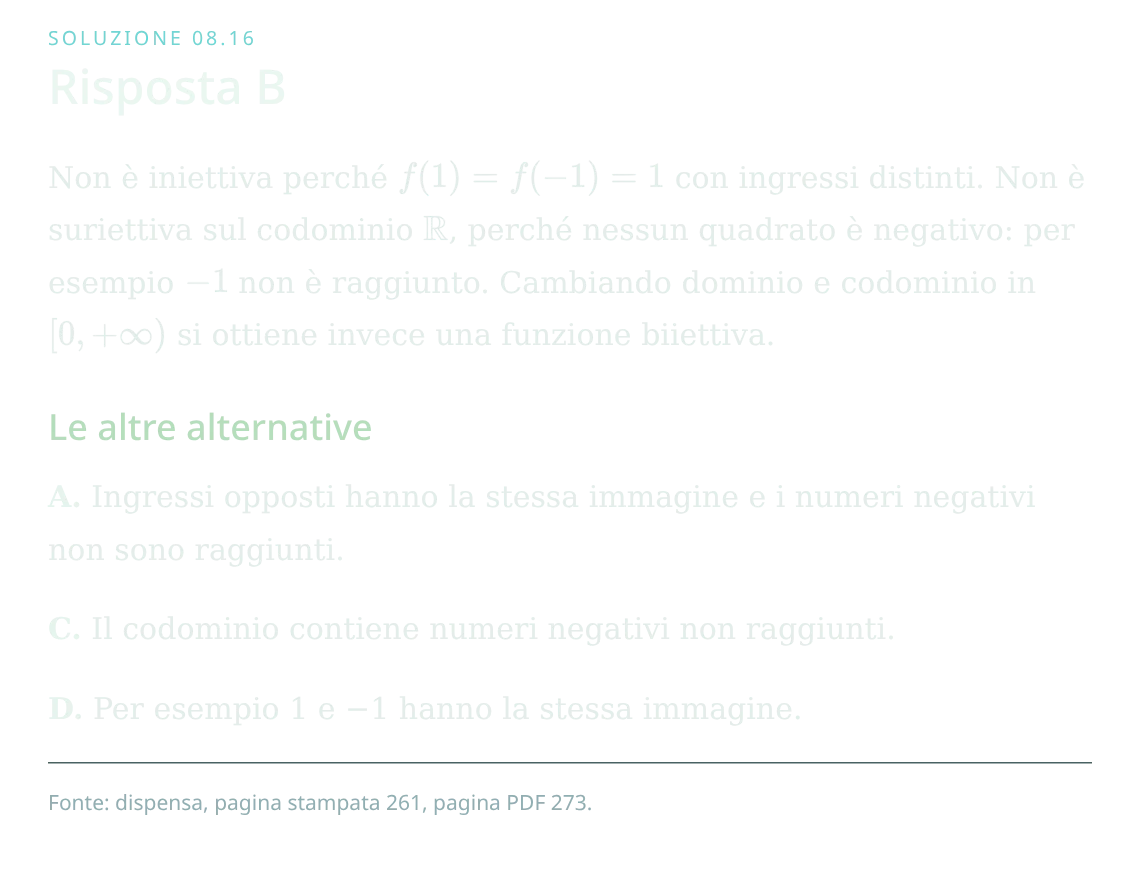 SOLUZIONE 08.16
Risposta B
Non è iniettiva perché f(1) = f(−1) = 1 con ingressi distinti. Non è
suriettiva sul codominio ℝ, perché nessun quadrato è negativo: per
esempio −1 non è raggiunto. Cambiando dominio e codominio in
[0, +∞) si ottiene invece una funzione biiettiva.
Le altre alternative
A. Ingressi opposti hanno la stessa immagine e i numeri negativi
non sono raggiunti.
C. Il codominio contiene numeri negativi non raggiunti.
D. Per esempio 1 e −1 hanno la stessa immagine.
Fonte: dispensa, pagina stampata 261, pagina PDF 273.